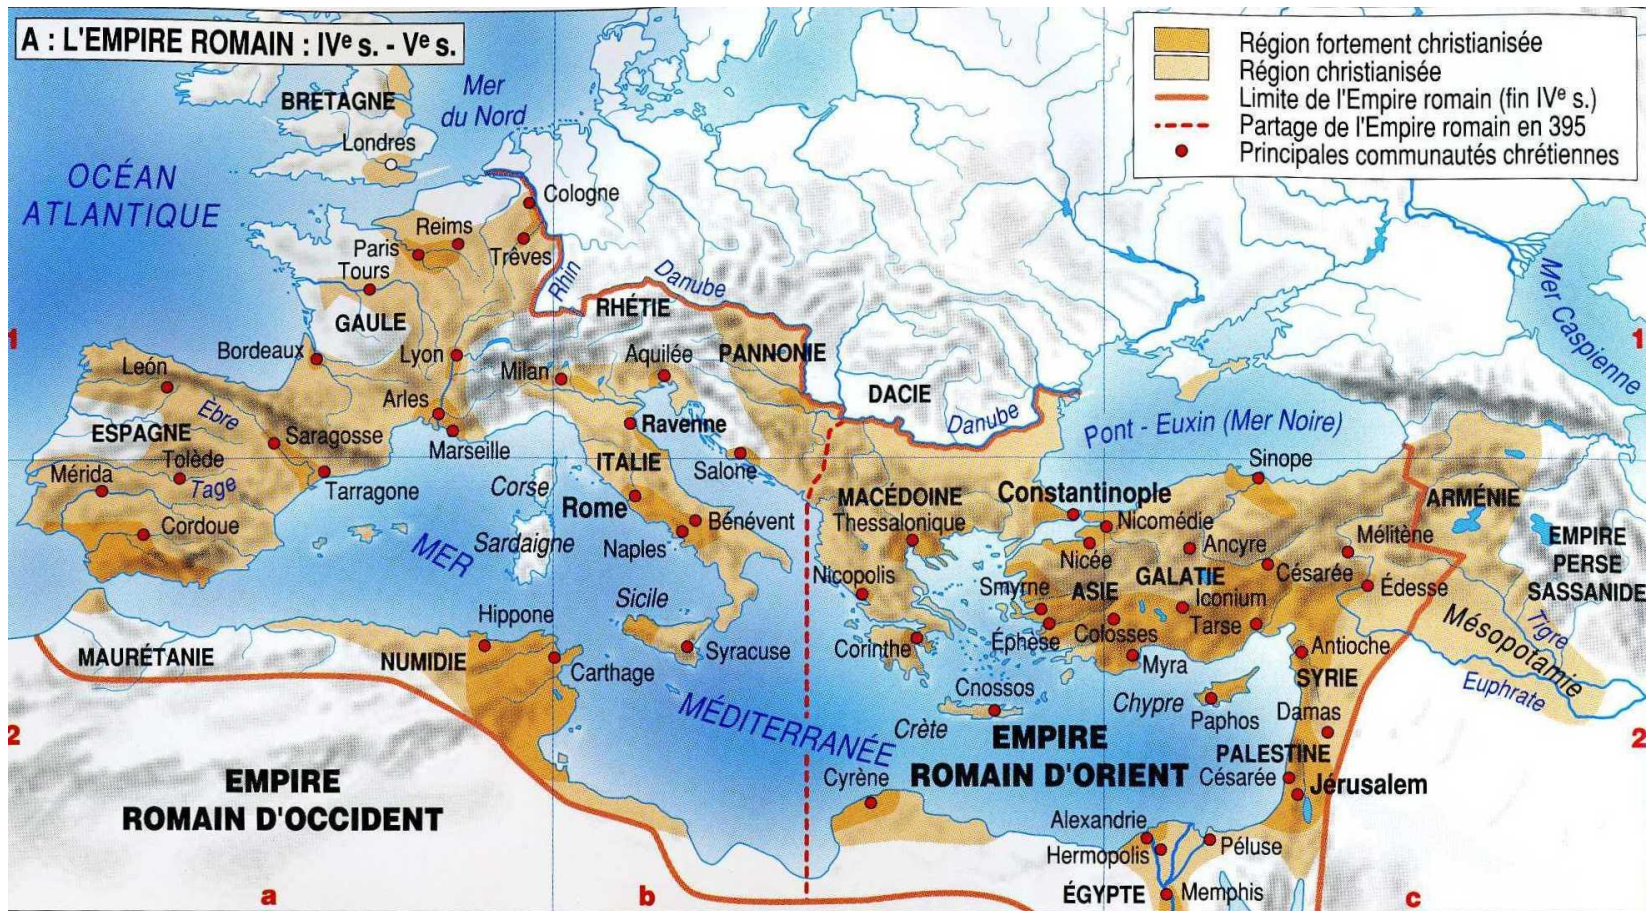 A : L'EMPIRE ROMAIN : IVe s. - Ve s.
Région fortement christianisée
Région christianisée
Limite de l'Empire romain (fin IVe s.)
Partage de l'Empire romain en 395
Principales communautés chrétiennes
Mer
du Nord
BRETAGNE
Londres
OCÉAN
ATLANTIQUE
Cologne
Reims
Paris
Trêves
Tours
Rhin
Danube
RHÉTIE
GAULE
Mer Caspienne
1
1
Bordeaux
Lyon
Milan
Aquilée
PANNONIE
León
DACIE
Arles
Èbre
Danube
Pont - Euxin (Mer Noire)
Ravenne
ESPAGNE
Saragosse
Marseille
Tolède
ITALIE
Salone
Sinope
Mérida
Tage
Tarragone
Corse
Rome
MACÉDOINE
Constantinople
ARMÉNIE
Cordoue
Bénévent
Thessalonique
Nicomédie
Mélitène
EMPIRE
PERSE
SASSANIDE
MER
Sardaigne
Naples
Nicée
Ancyre
Nicopolis
Smyrne
ASIE
GALATIE
Césarée
Édesse
Hippone
Sicile
Iconium
Mésopotamie
Tigre
Corinthe
Éphèse
Colosses
Tarse
Antioche
MAURÉTANIE
NUMIDIE
Carthage
Syracuse
Myra
SYRIE
Euphrate
Cnossos
Chypre
Paphos
Damas
MÉDITERRANÉE
Crète
2
2
EMPIRE
ROMAIN D'ORIENT
PALESTINE
Césarée
Jérusalem
EMPIRE
ROMAIN D'OCCIDENT
Cyrène
Alexandrie
Hermopolis
Péluse
ÉGYPTE
Memphis
a
b
c